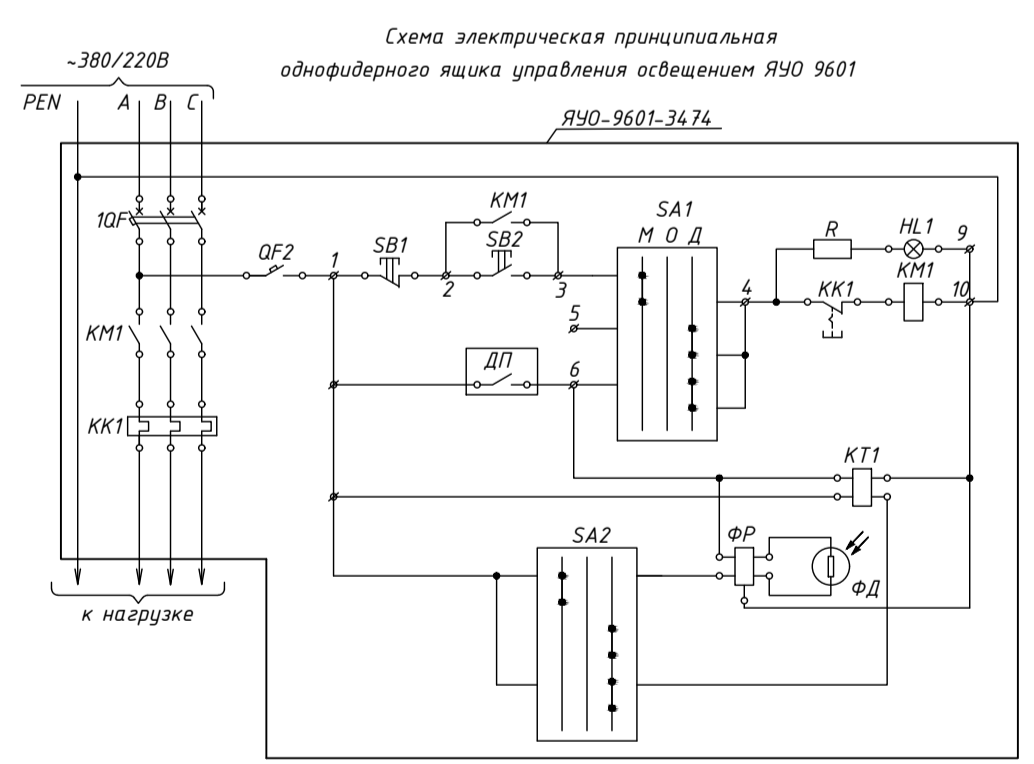 Схема электрическая принципиальная
однофидерного ящика управления освещением ЯУО 9601
~380/220В
PEN A B C
ЯУО-9601-3474
1QF
QF2
1
SB1
2
KM1
SB2
3
SA1
М О Д
4
5
6
R
HL1
9
KK1
KM1
10
KM1
ДП
KK1
KT1
SA2
ФР
ФД
к нагрузке